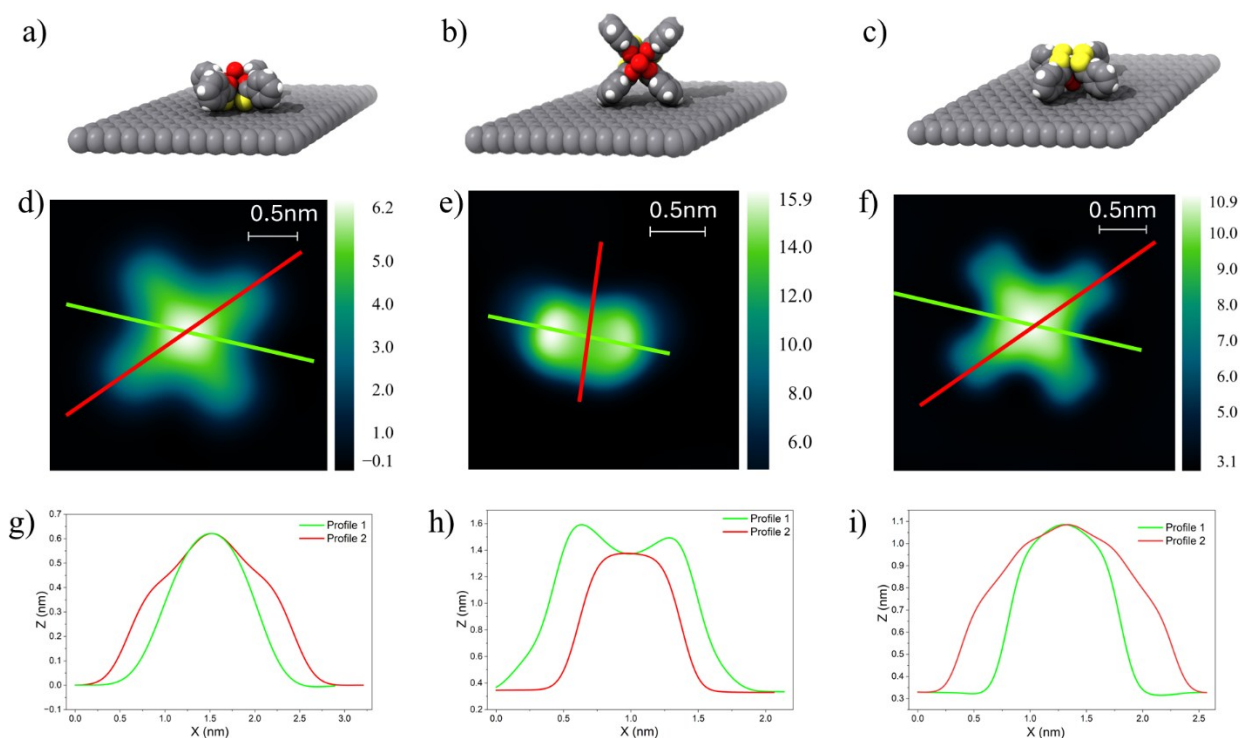 a)
b)
c)
d)
0.5nm
6.2
5.0
4.0
3.0
2.0
1.0
−0.1
e)
0.5nm
15.9
14.0
12.0
10.0
8.0
6.0
f)
0.5nm
10.9
10.0
9.0
8.0
7.0
6.0
5.0
3.1
g)
Profile 1
Profile 2
0.7
0.6
0.5
0.4
0.3
0.2
0.1
0.0
-0.1
Z (nm)
0.0 0.5 1.0 1.5 2.0 2.5 3.0
X (nm)
h)
Profile 1
Profile 2
1.6
1.4
1.2
1.0
0.8
0.6
0.4
0.2
Z (nm)
0.0 0.5 1.0 1.5 2.0
X (nm)
i)
Profile 1
Profile 2
1.1
1.0
0.9
0.8
0.7
0.6
0.5
0.4
0.3
Z (nm)
0.0 0.5 1.0 1.5 2.0 2.5
X (nm)